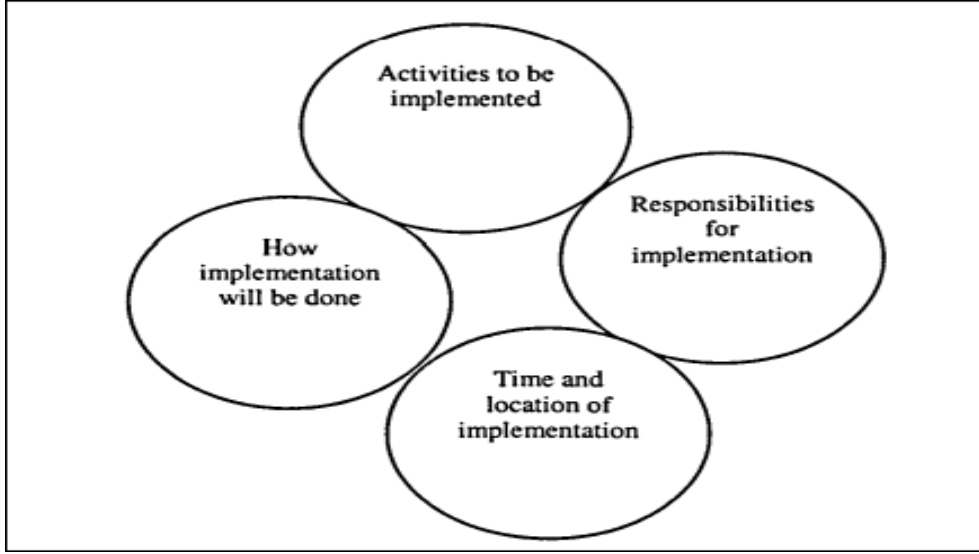 Activities to be
implemented
Responsibilities
for
implementation
How
implementation
will be done
Time and
location of
implementation